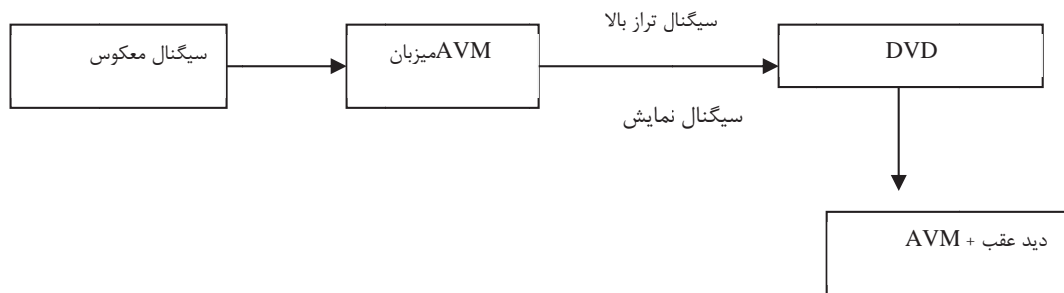 سیگنال معکوس
AVMمیزبان
سیگنال تراز بالا
سیگنال نمایش
DVD
دید عقب + AVM